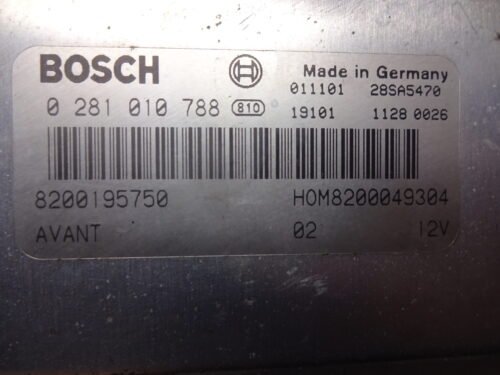 BOSCH Made in Germany
011101 28SA5470
0 281 010 788 810 19101 1128 0026
8200195750 HOM8200049304
AVANT 02 12V